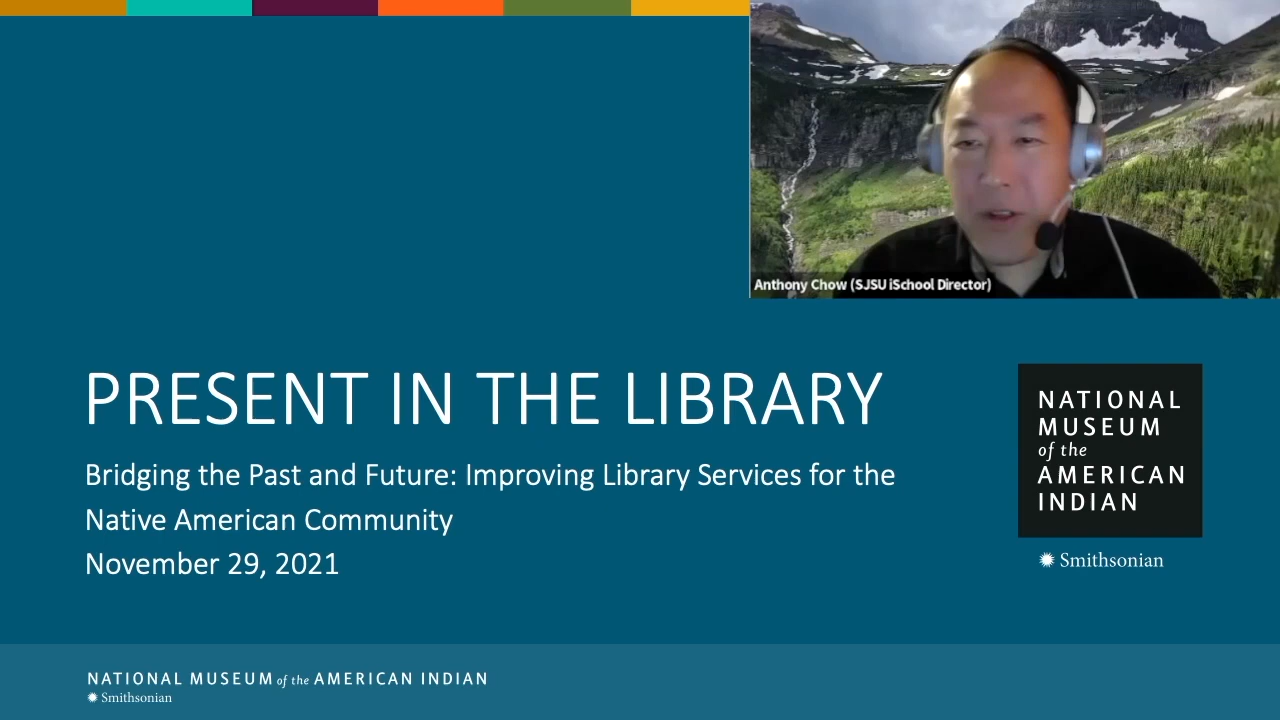 Anthony Chow (SJSU iSchool Director)
PRESENT IN THE LIBRARY
Bridging the Past and Future: Improving Library Services for the
Native American Community
November 29, 2021
NATIONAL
MUSEUM
of the
AMERICAN
INDIAN
Smithsonian
NATIONAL MUSEUM of the AMERICAN INDIAN
Smithsonian